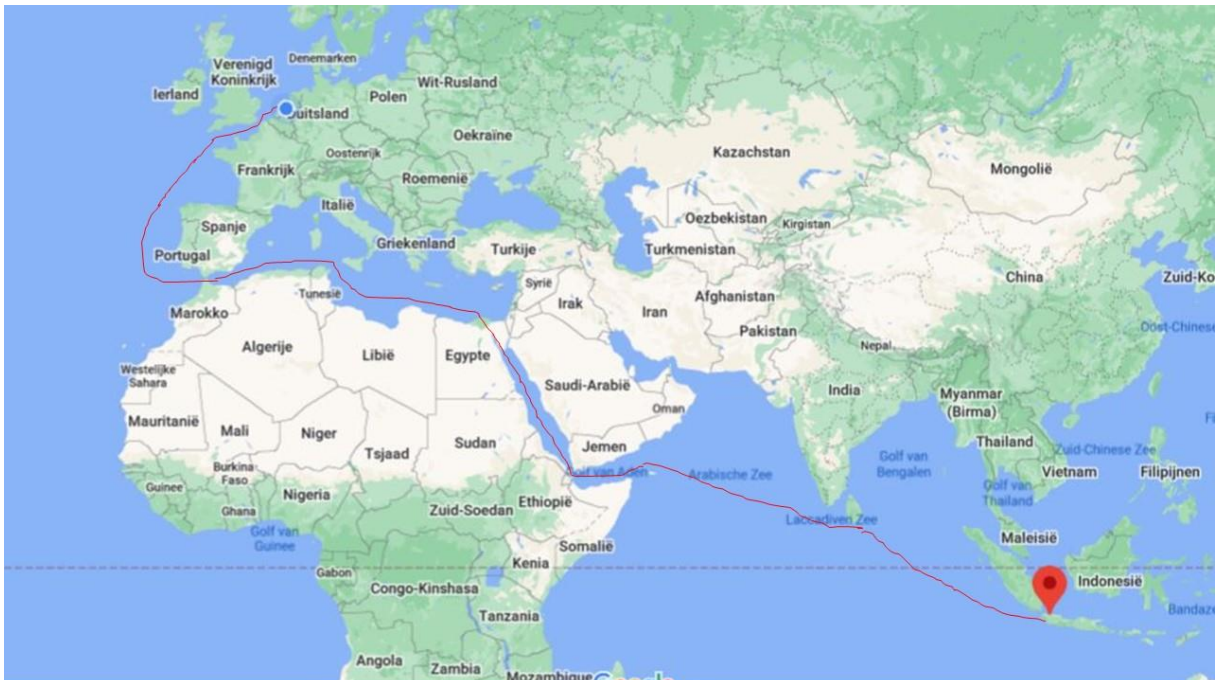 Verenigd
Koninkrijk
Denemarken
Ierland
Wit-Rusland
Polen
Duitsland
Oekraïne
Kazachstan
Mongolië
Oostenrijk
Frankrijk
Roemenië
Italië
Oezbekistan
Kirgistan
Spanje
Griekenland
Turkije
Turkmenistan
Portugal
China
Zuid-Ko
Syrië
Afghanistan
Tunesië
Irak
Iran
Marokko
Pakistan
Oost-Chinese
Nepal
Algerije
Libië
Egypte
Westelijke
Sahara
Saudi-Arabië
India
Myanmar
(Birma)
Oman
Mauritanië
Mali
Niger
Tsjaad
Sudan
Jemen
Thailand
Zuid-Chinese Zee
Golf van
Bengalen
Burkina
Faso
Golf van Aden
Arabische Zee
Vietnam
Filipijnen
Guinee
Nigeria
Ethiopië
Golf van
Thailand
Ghana
Zuid-Soedan
Laccadiven Zee
Golf van
Guinee
Somalië
Maleisië
Kenia
Gabon
Congo-Kinshasa
Indonesië
Tanzania
Bandaze
Angola
Zambia
Mozambique
Google